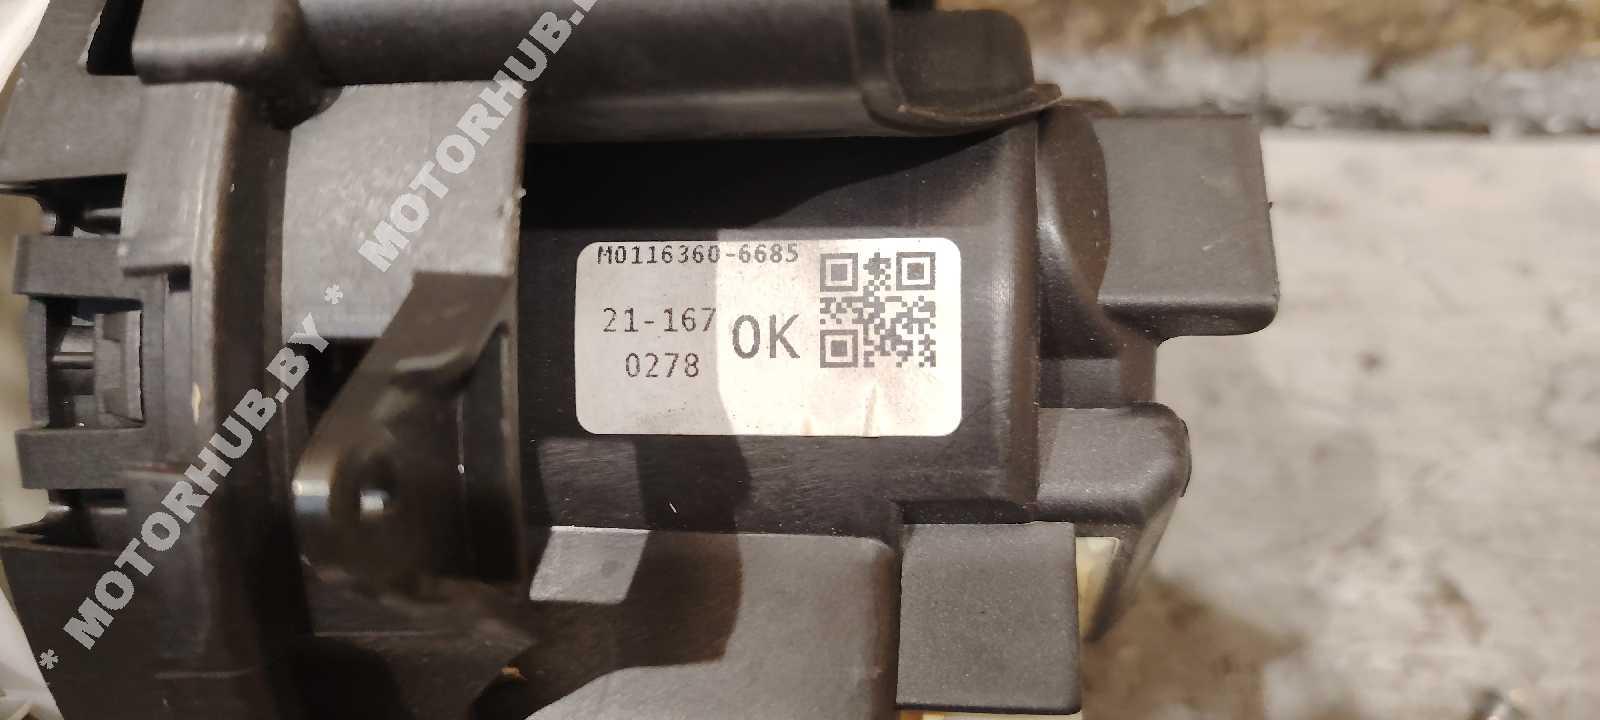 M0116360-6685
21-167
0278
OK
* MOTORHUB.BY * MOTORHUB.B